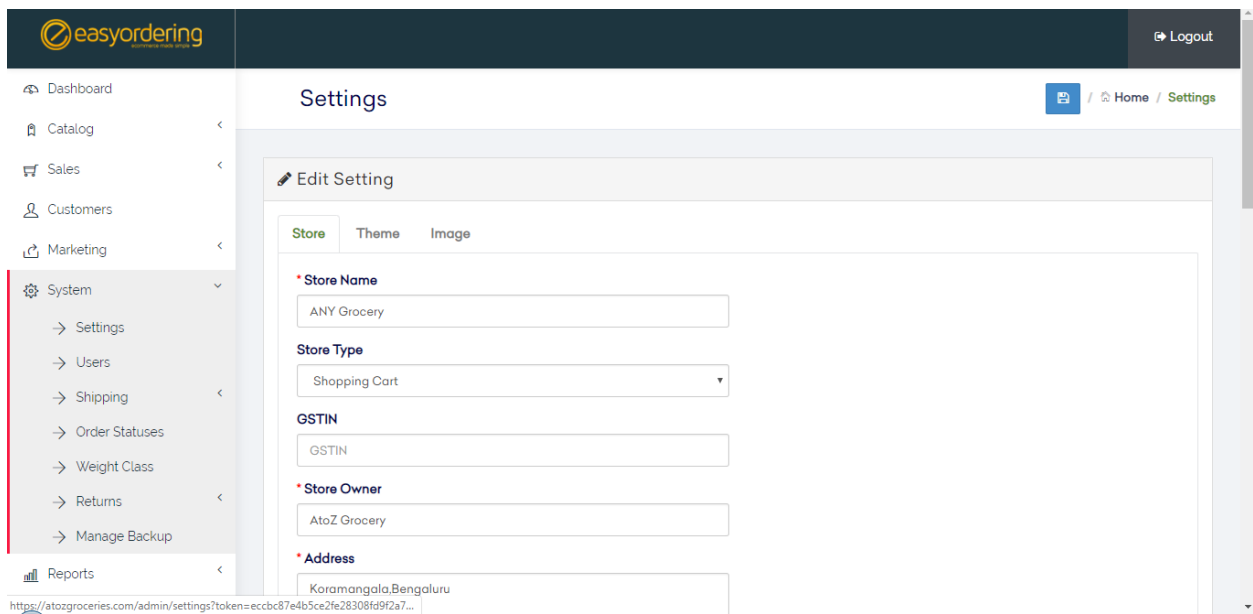 easyordering
ecommerce made simple
Logout
Dashboard
Settings
/ Home / Settings
Catalog
Sales
Edit Setting
Customers
Store Theme Image
Marketing
* Store Name
System
ANY Grocery
Settings
Store Type
Users
Shopping Cart
Shipping
GSTIN
Order Statuses
GSTIN
Weight Class
* Store Owner
Returns
AtoZ Grocery
Manage Backup
* Address
Reports
Koramangala,Bengaluru
https://atozgroceries.com/admin/settings?token=eccbc87e4b5ce2fe28308fd9f2a7...